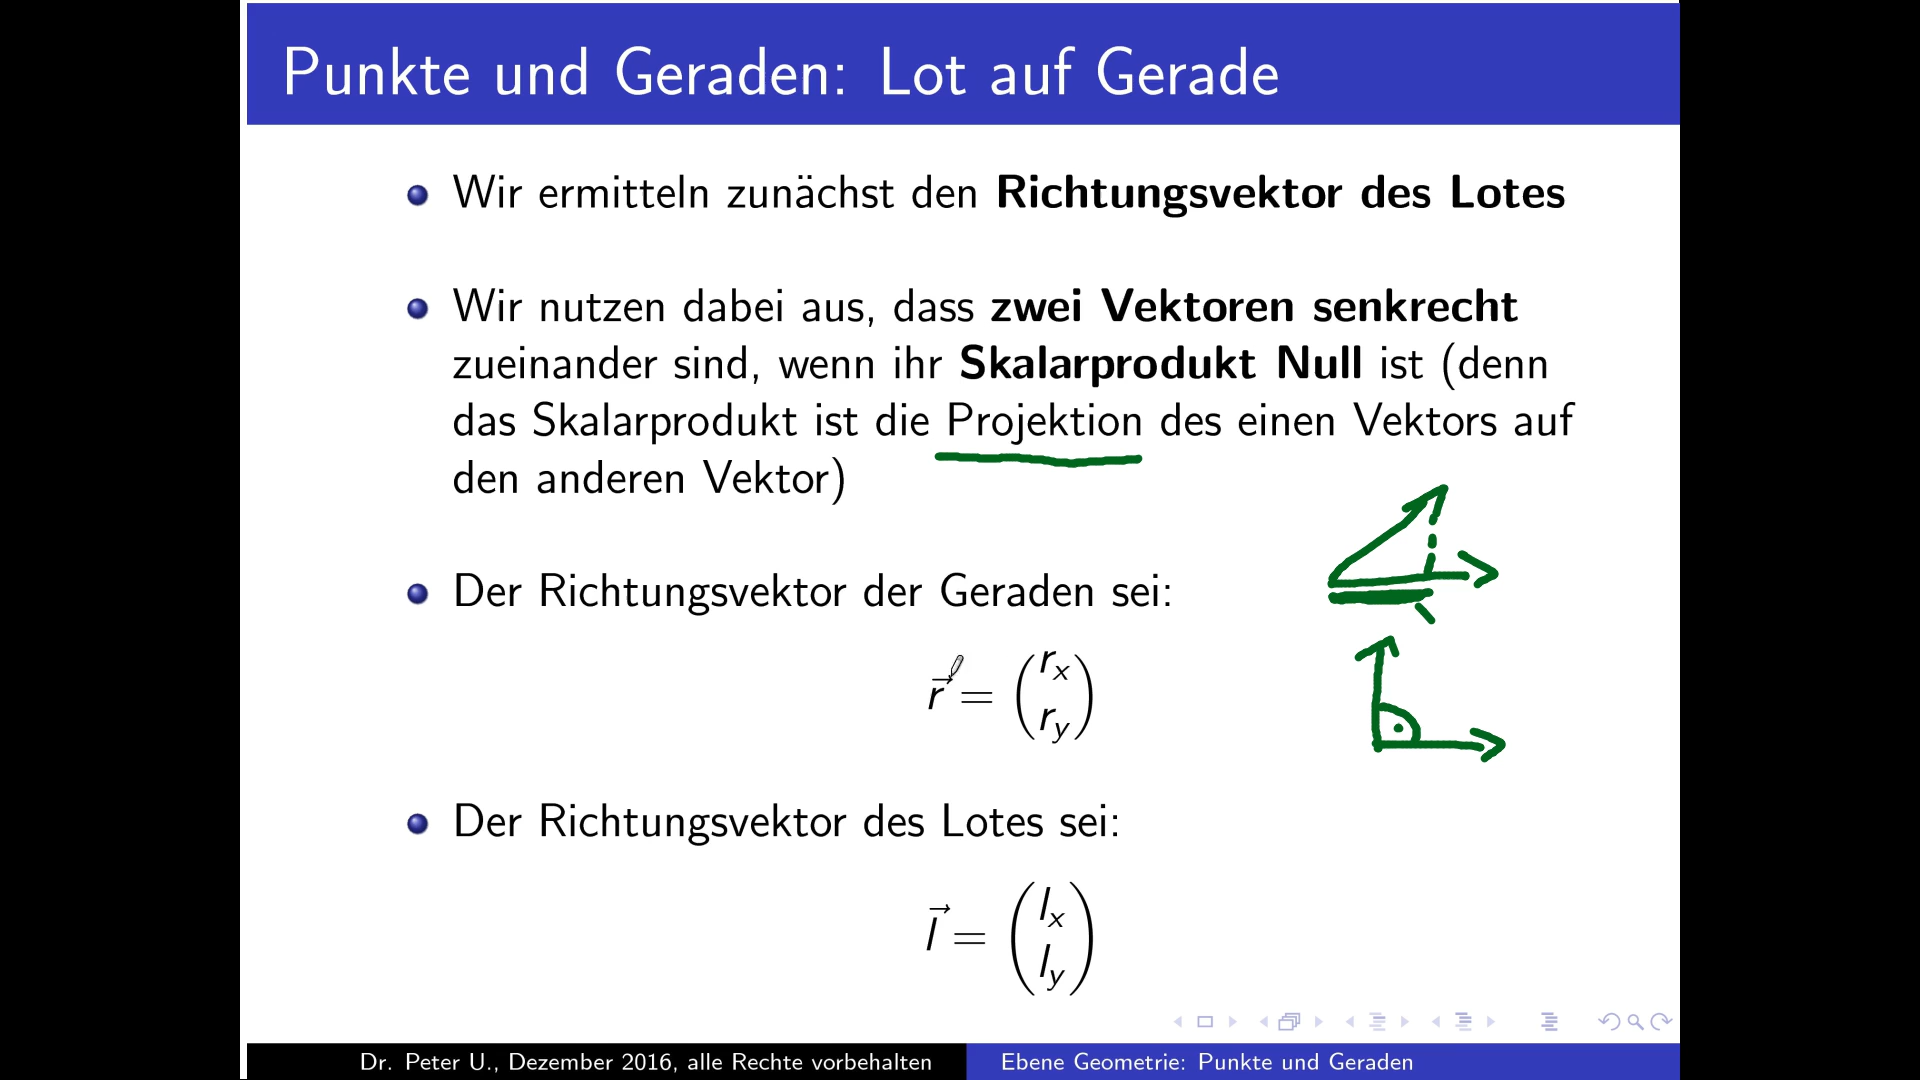 Punkte und Geraden: Lot auf Gerade
Wir ermitteln zunächst den Richtungsvektor des Lotes
Wir nutzen dabei aus, dass zwei Vektoren senkrecht
zueinander sind, wenn ihr Skalarprodukt Null ist (denn
das Skalarprodukt ist die Projektion des einen Vektors auf
den anderen Vektor)
Der Richtungsvektor der Geraden sei:
r⃗ = (r_x
r_y)
Der Richtungsvektor des Lotes sei:
l⃗ = (l_x
l_y)
Dr. Peter U., Dezember 2016, alle Rechte vorbehalten
Ebene Geometrie: Punkte und Geraden